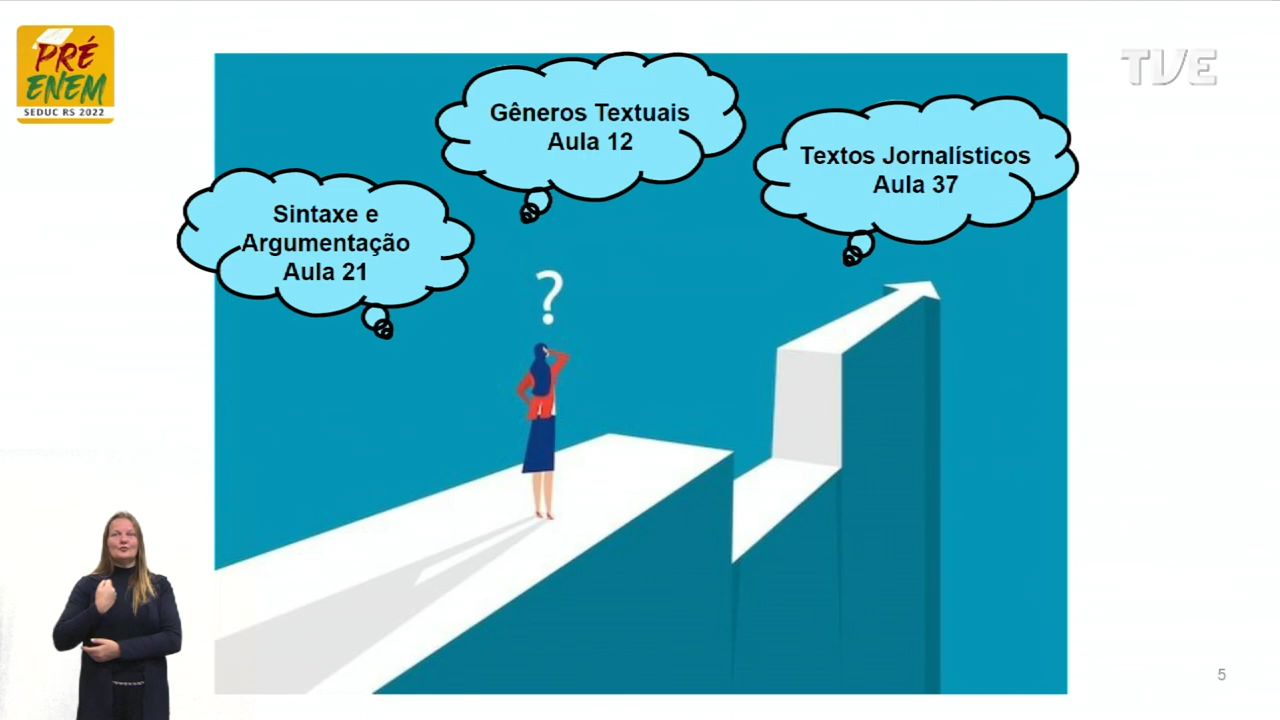 PRÉ
ENEM
SEDUC RS 2022
TVE
Gêneros Textuais
Aula 12
Textos Jornalísticos
Aula 37
Sintaxe e
Argumentação
Aula 21
?
5